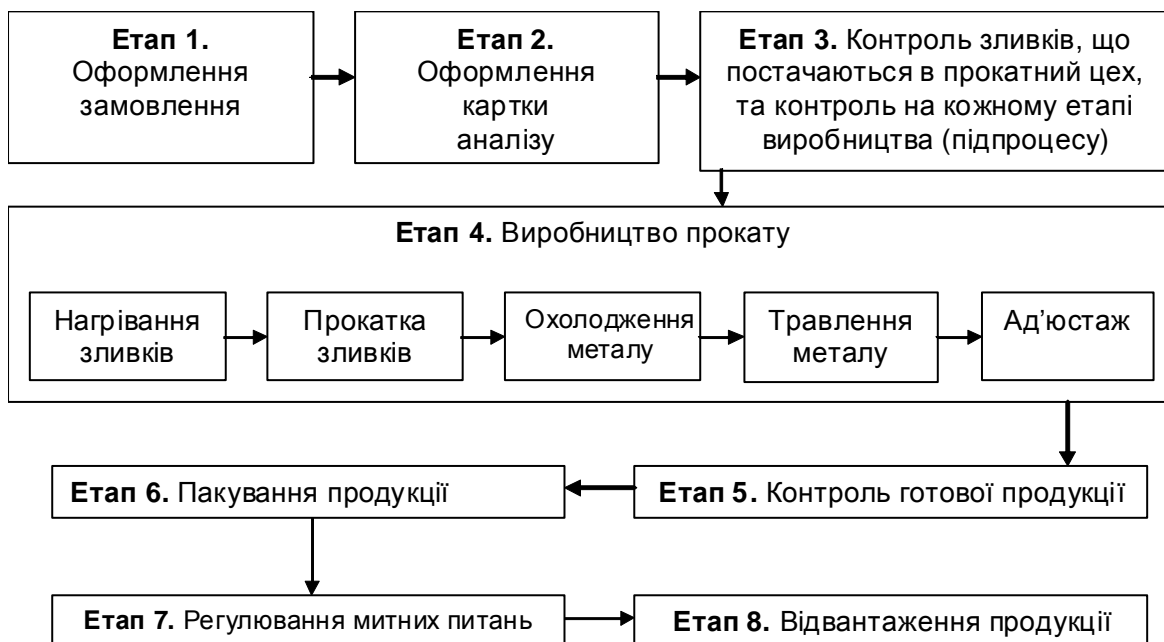 Етап 1.
Оформлення
замовлення
Етап 2.
Оформлення
картки
аналізу
Етап 3. Контроль зливків, що
постачаються в прокатний цех,
та контроль на кожному етапі
виробництва (підпроцесу)
Етап 4. Виробництво прокату
Нагрівання
зливків
Прокатка
зливків
Охолодження
металу
Травлення
металу
Ад’юстаж
Етап 6. Пакування продукції
Етап 5. Контроль готової продукції
Етап 7. Регулювання митних питань
Етап 8. Відвантаження продукції